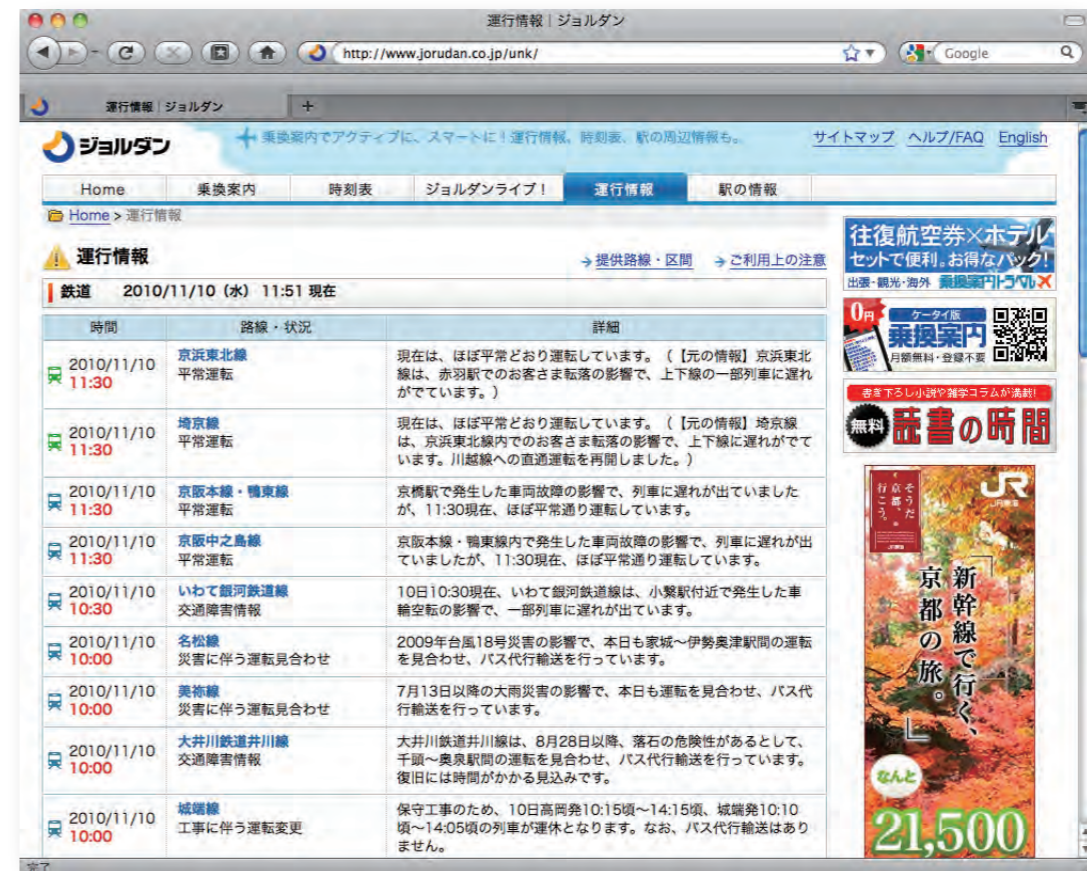 運行情報 | ジョルダン
http://www.jorudan.co.jp/unk/
Google
運行情報 | ジョルダン
+
ジョルダン
乗換案内でアクティブに、スマートに！運行情報、時刻表、駅の周辺情報も。
サイトマップ ヘルプ/FAQ English
Home 乗換案内 時刻表 ジョルダンライブ！ 運行情報 駅の情報
Home > 運行情報
運行情報
提供路線・区間 ご利用上の注意
鉄道 2010/11/10（水）11:51 現在
時間 路線・状況 詳細
2010/11/10
11:30
京浜東北線
平常運転
現在は、ほぼ平常どおり運転しています。（【元の情報】京浜東北
線は、赤羽駅でのお客さま転落の影響で、上下線の一部列車に遅れ
がでています。）
2010/11/10
11:30
埼京線
平常運転
現在は、ほぼ平常どおり運転しています。（【元の情報】埼京線
は、京浜東北線内でのお客さま転落の影響で、上下線に遅れがでて
います。川越線への直通運転を再開しました。）
2010/11/10
11:30
京阪本線・鴨東線
平常運転
京橋駅で発生した車両故障の影響で、列車に遅れが出ていました
が、11:30現在、ほぼ平常通り運転しています。
2010/11/10
11:30
京阪中之島線
平常運転
京阪本線・鴨東線内で発生した車両故障の影響で、列車に遅れが出
ていましたが、11:30現在、ほぼ平常通り運転しています。
2010/11/10
10:30
いわて銀河鉄道線
交通障害情報
10日10:30現在、いわて銀河鉄道線は、小繋駅付近で発生した車
輪空転の影響で、一部列車に遅れが出ています。
2010/11/10
10:00
名松線
災害に伴う運転見合わせ
2009年台風18号災害の影響で、本日も家城～伊勢奥津駅間の運転
を見合わせ、バス代行輸送を行っています。
2010/11/10
10:00
美祢線
災害に伴う運転見合わせ
7月13日以降の大雨災害の影響で、本日も運転を見合わせ、バス代
行輸送を行っています。
2010/11/10
10:00
大井川鉄道井川線
交通障害情報
大井川鉄道井川線は、8月28日以降、落石の危険性があるとして、
千頭～奥泉駅間の運転を見合わせ、バス代行輸送を行っています。
復旧には時間がかかる見込みです。
2010/11/10
10:00
城端線
工事に伴う運転変更
保守工事のため、10日高岡発10:15頃～14:15頃、城端発10:10
頃～14:05頃の列車が運休となります。なお、バス代行輸送はあり
ません。
往復航空券×ホテル
セットで便利。お得なパック！
出張・観光・海外 乗換案内トラベル
0円
ケータイ版
乗換案内
月額無料・登録不要
書き下ろし小説や雑学コラムが満載！
無料 読書の時間
そうだ
京都、
行こう。
JR
JR東海
「新幹線で行く、
京都の旅。」
なんと
21,500
完了